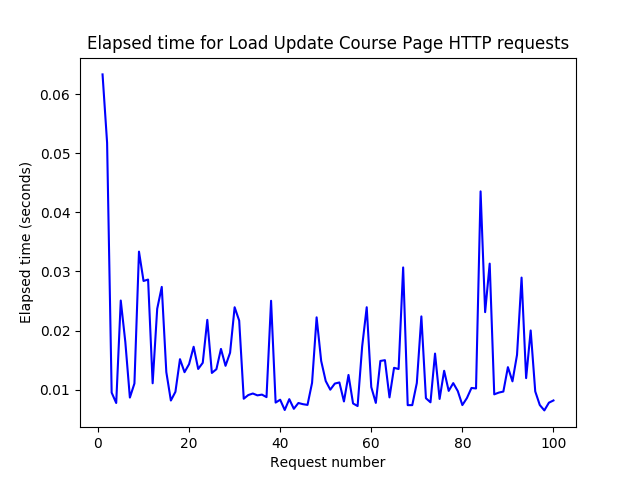 Elapsed time for Load Update Course Page HTTP requests
0.06
0.05
0.04
0.03
0.02
0.01
Elapsed time (seconds)
0 20 40 60 80 100
Request number